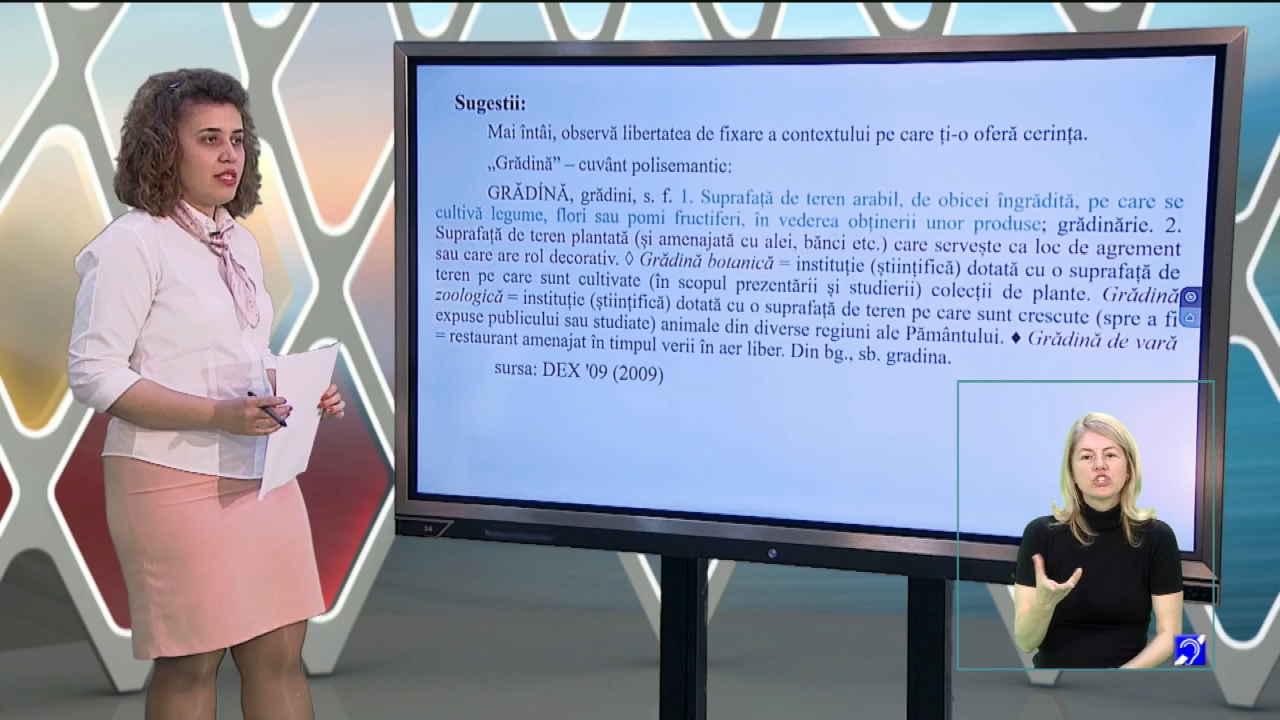 Sugestii:
Mai întâi, observă libertatea de fixare a contextului pe care ți-o oferă cerința.
„Grădină” – cuvânt polisemantic:
GRĂDÍNĂ, grădini, s. f. 1. Suprafață de teren arabil, de obicei îngrădită, pe care se
cultivă legume, flori sau pomi fructiferi, în vederea obținerii unor produse; grădinărie. 2.
Suprafață de teren plantată (și amenajată cu alei, bănci etc.) care servește ca loc de agrement
sau care are rol decorativ. ◊ Grădină botanică = instituție (științifică) dotată cu o suprafață de
teren pe care sunt cultivate (în scopul prezentării și studierii) colecții de plante. Grădină
zoologică = instituție (științifică) dotată cu o suprafață de teren pe care sunt crescute (spre a fi
expuse publicului sau studiate) animale din diverse regiuni ale Pământului. ♦ Grădină de vară
= restaurant amenajat în timpul verii în aer liber. Din bg., sb. gradina.
sursa: DEX '09 (2009)